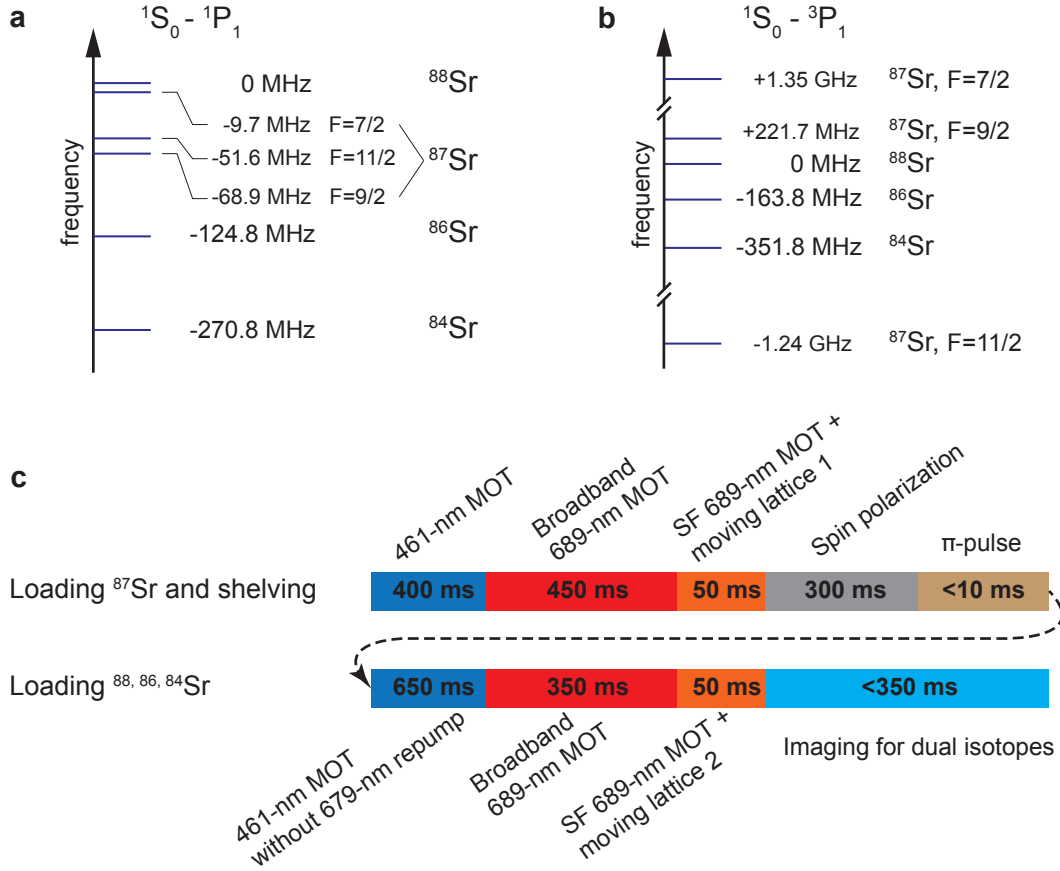 a
¹S₀ - ¹P₁
frequency
0 MHz ⁸⁸Sr
-9.7 MHz F=7/2
-51.6 MHz F=11/2 ⁸⁷Sr
-68.9 MHz F=9/2
-124.8 MHz ⁸⁶Sr
-270.8 MHz ⁸⁴Sr
b
¹S₀ - ³P₁
frequency
+1.35 GHz ⁸⁷Sr, F=7/2
+221.7 MHz ⁸⁷Sr, F=9/2
0 MHz ⁸⁸Sr
-163.8 MHz ⁸⁶Sr
-351.8 MHz ⁸⁴Sr
-1.24 GHz ⁸⁷Sr, F=11/2
c
461-nm MOT
Broadband
689-nm MOT
SF 689-nm MOT +
moving lattice 1
Spin polarization
π-pulse
Loading ⁸⁷Sr and shelving
400 ms 450 ms 50 ms 300 ms <10 ms
Loading ⁸⁸, ⁸⁶, ⁸⁴Sr
650 ms 350 ms 50 ms <350 ms
461-nm MOT
without 679-nm repump
Broadband
689-nm MOT
SF 689-nm MOT +
moving lattice 2
Imaging for dual isotopes